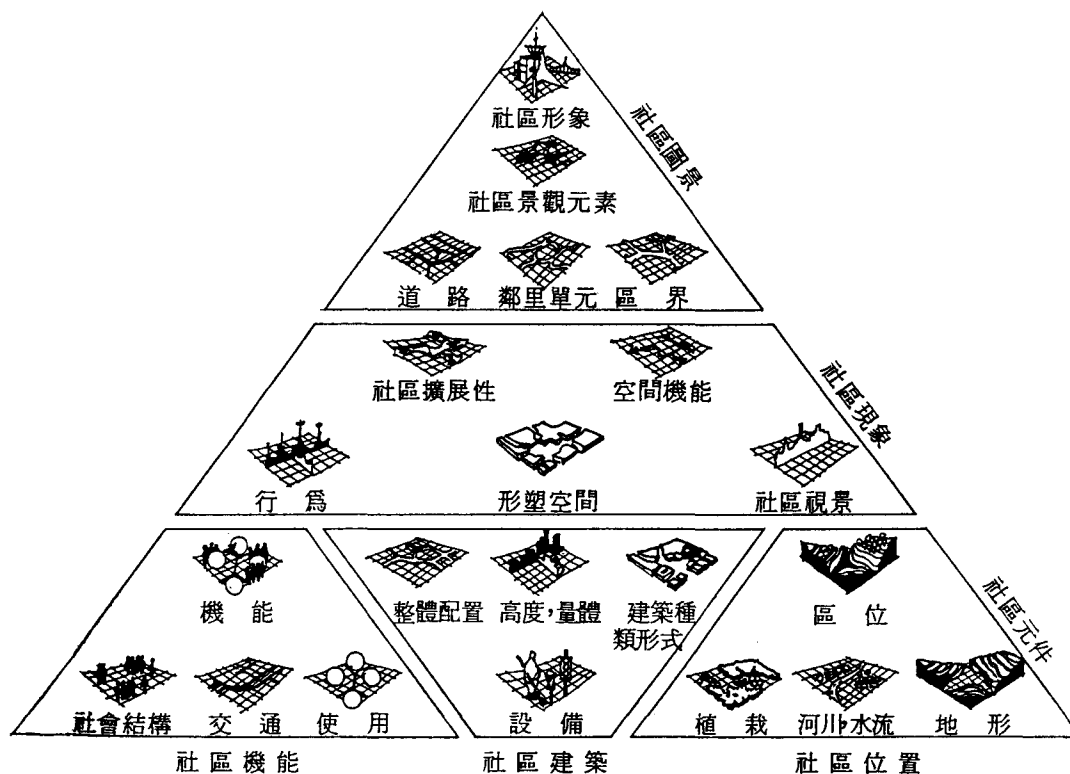 社區形象
社區圖景
社區景觀元素
道路
鄰里單元
區界
社區擴展性
空間機能
社區現象
行為
形塑空間
社區視景
機能
整體配置
高度，量體
建築種
類形式
區位
社區元件
社會結構
交通
使用
設備
植栽
河川，水流
地形
社區機能
社區建築
社區位置